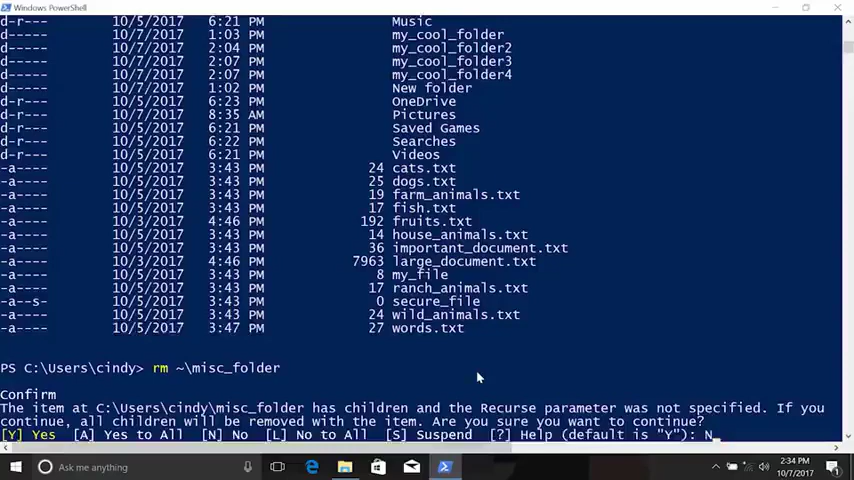 Windows PowerShell
d-r--- 10/5/2017 6:21 PM Music
d----- 10/7/2017 1:03 PM my_cool_folder
d----- 10/7/2017 2:04 PM my_cool_folder2
d----- 10/7/2017 2:07 PM my_cool_folder3
d----- 10/7/2017 2:07 PM my_cool_folder4
d----- 10/7/2017 1:02 PM New folder
d-r--- 10/5/2017 6:23 PM OneDrive
d-r--- 10/7/2017 8:35 AM Pictures
d-r--- 10/5/2017 6:21 PM Saved Games
d-r--- 10/5/2017 6:22 PM Searches
d-r--- 10/5/2017 6:21 PM Videos
-a---- 10/5/2017 3:43 PM 24 cats.txt
-a---- 10/5/2017 3:43 PM 25 dogs.txt
-a---- 10/5/2017 3:43 PM 19 farm_animals.txt
-a---- 10/5/2017 3:43 PM 17 fish.txt
-a---- 10/3/2017 4:46 PM 192 fruits.txt
-a---- 10/5/2017 3:43 PM 14 house_animals.txt
-a---- 10/5/2017 3:43 PM 36 important_document.txt
-a---- 10/3/2017 4:46 PM 7963 large_document.txt
-a---- 10/5/2017 3:43 PM 8 my_file
-a---- 10/5/2017 3:43 PM 17 ranch_animals.txt
-a--s- 10/5/2017 3:43 PM 0 secure_file
-a---- 10/5/2017 3:43 PM 24 wild_animals.txt
-a---- 10/5/2017 3:47 PM 27 words.txt
PS C:\Users\cindy> rm ~\misc_folder
Confirm
The item at C:\Users\cindy\misc_folder has children and the Recurse parameter was not specified. If you
continue, all children will be removed with the item. Are you sure you want to continue?
[Y] Yes [A] Yes to All [N] No [L] No to All [S] Suspend [?] Help (default is "Y"): N
Ask me anything
2:34 PM
10/7/2017